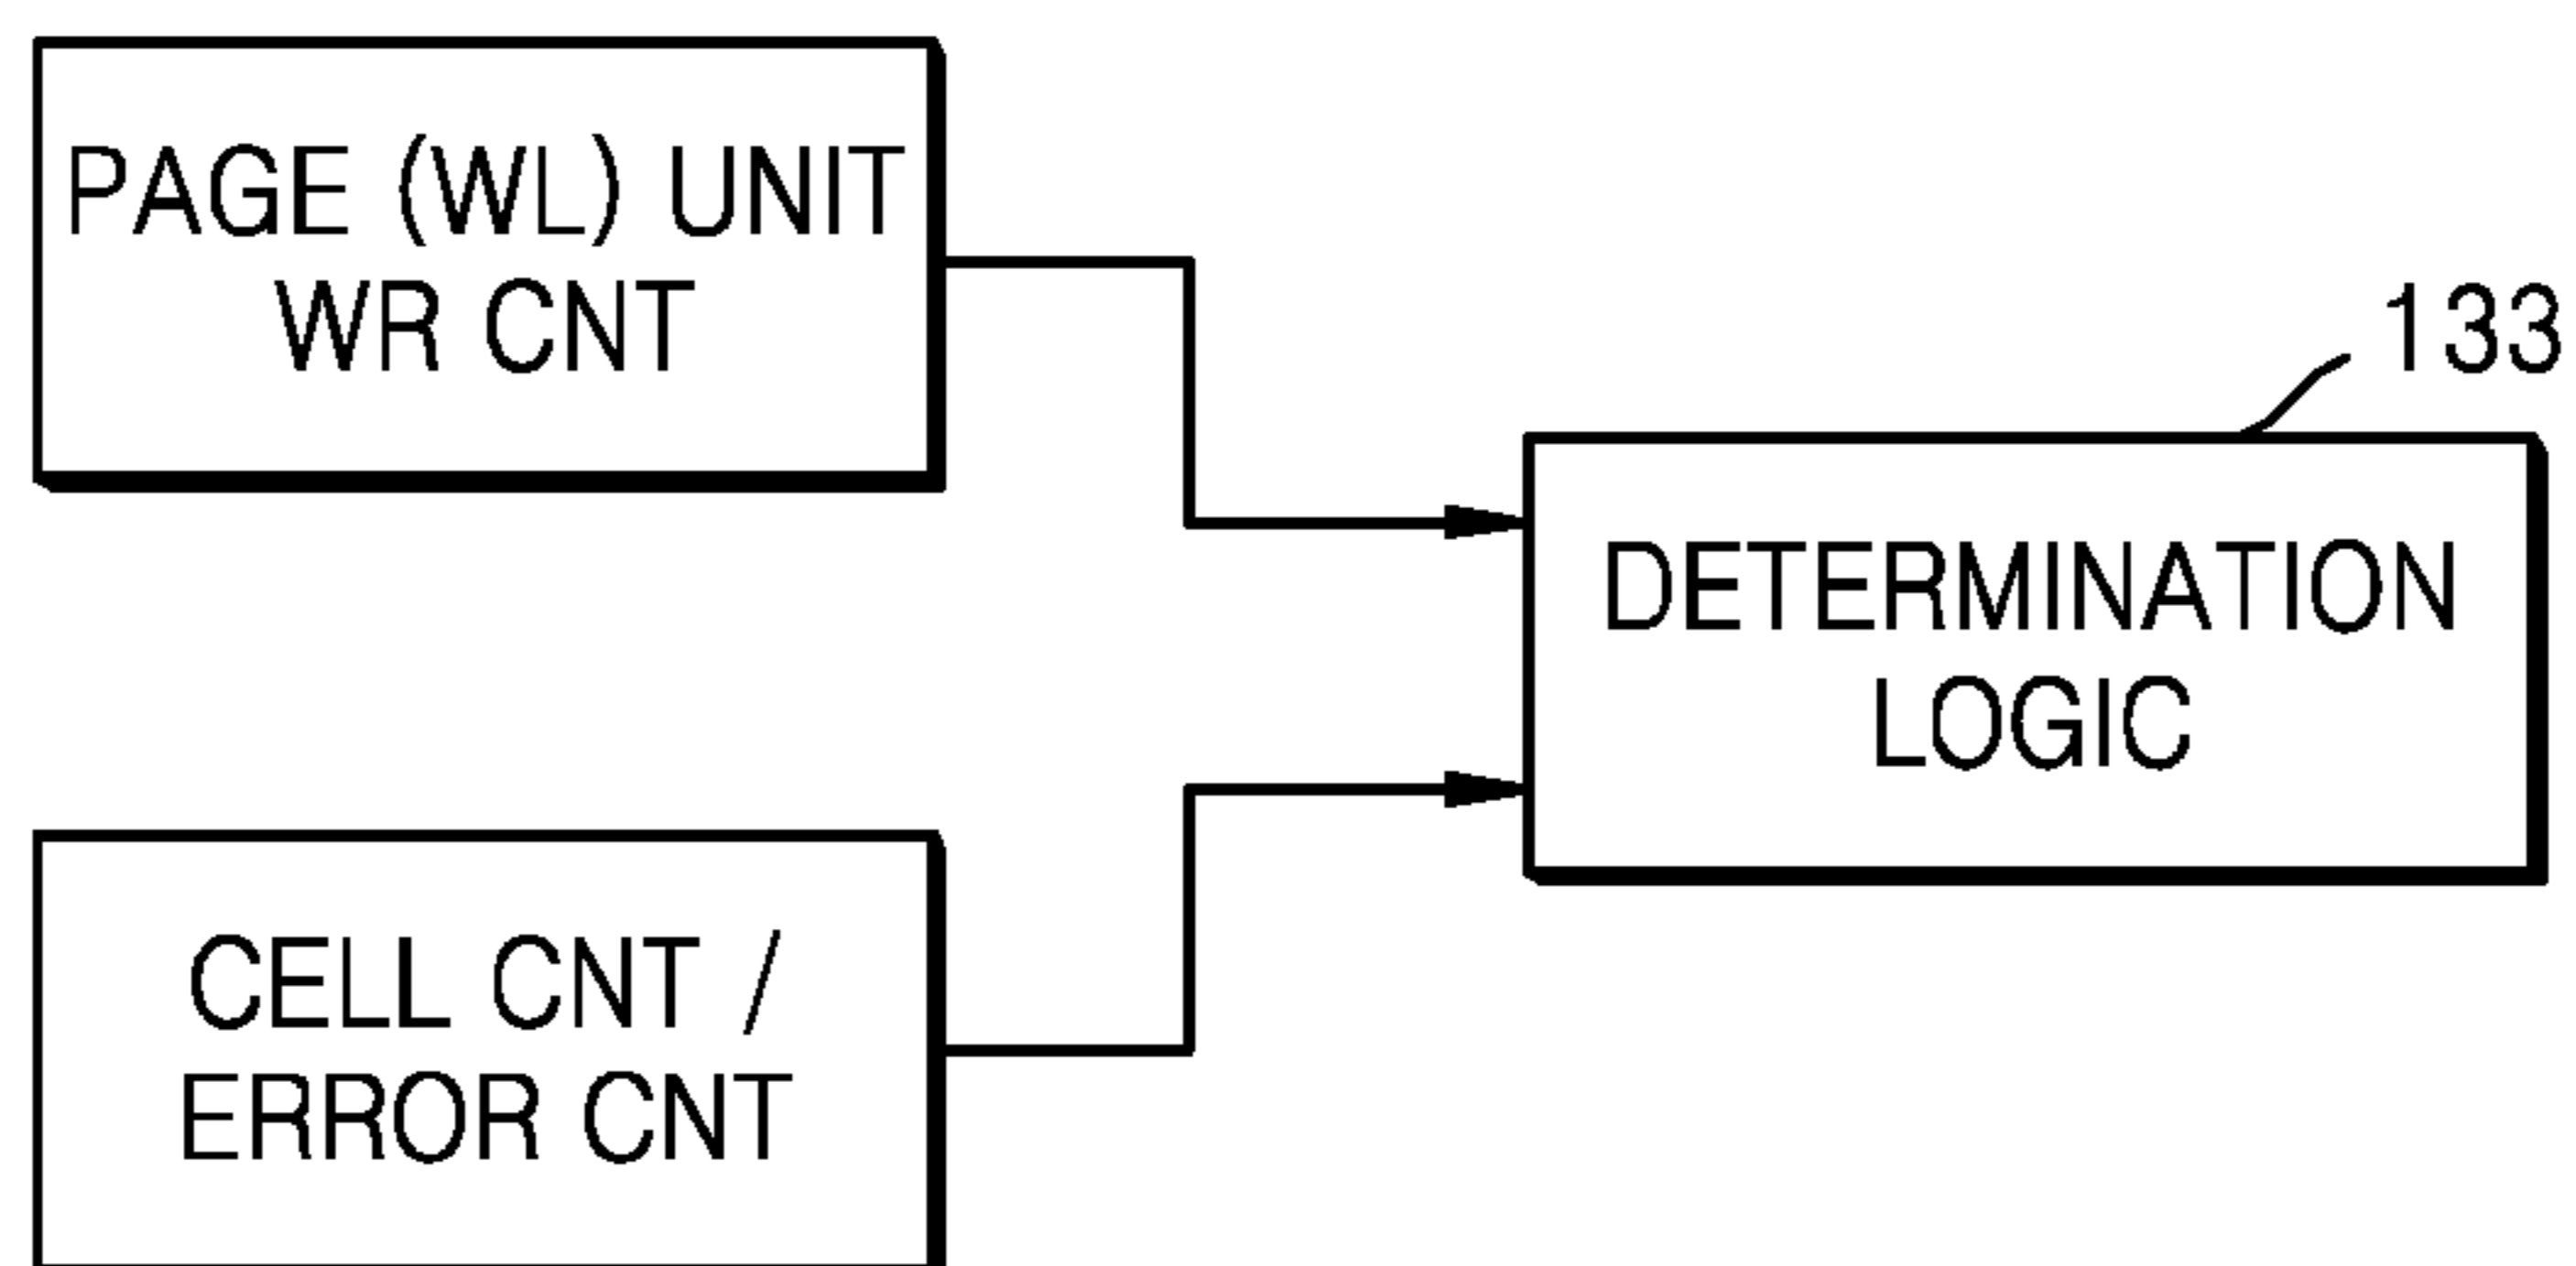 PAGE (WL) UNIT
WR CNT
133
DETERMINATION
LOGIC
CELL CNT /
ERROR CNT